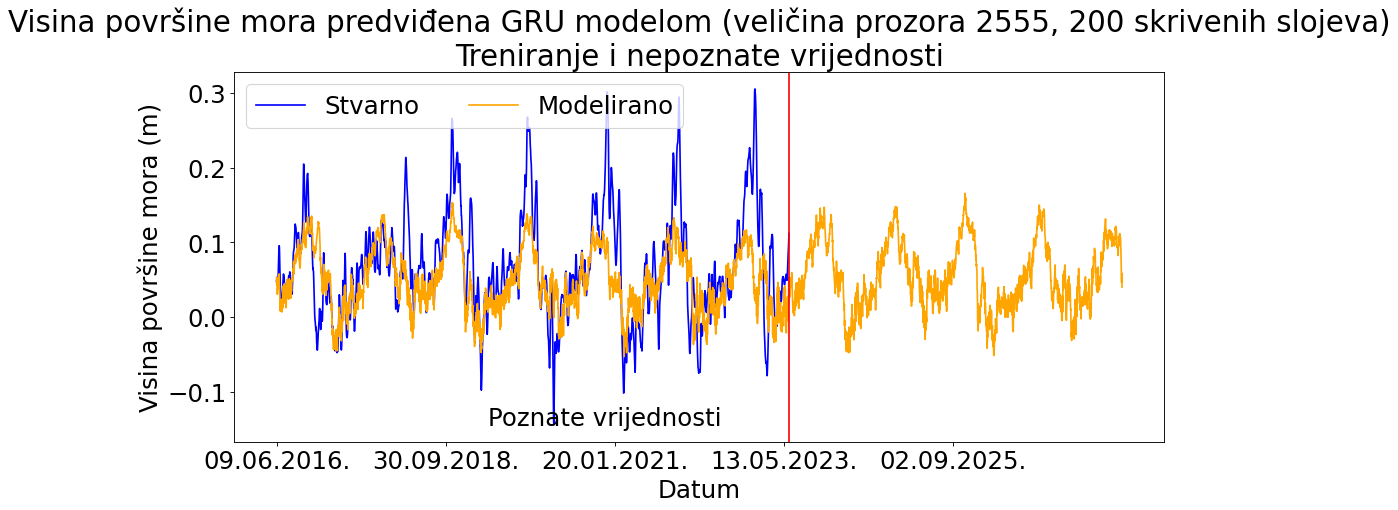 Visina površine mora predviđena GRU modelom (veličina prozora 2555, 200 skrivenih slojeva)
Treniranje i nepoznate vrijednosti
Stvarno
Modelirano
Visina površine mora (m)
0.3
0.2
0.1
0.0
−0.1
Poznate vrijednosti
09.06.2016.
30.09.2018.
20.01.2021.
13.05.2023.
02.09.2025.
Datum